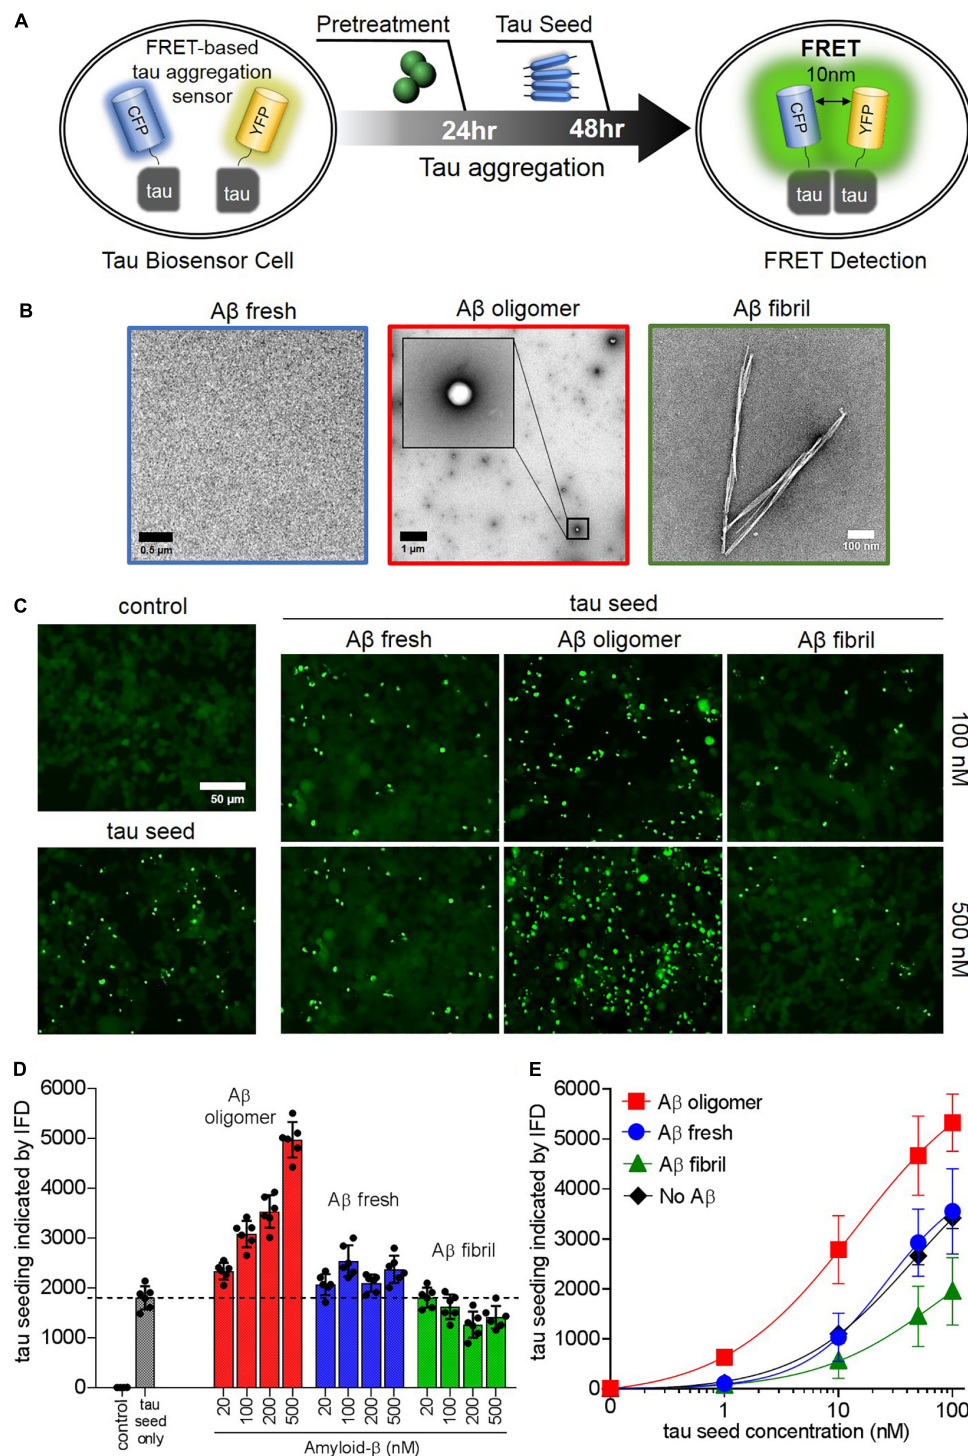 A
FRET-based
tau aggregation
sensor
CFP
YFP
tau
tau
Tau Biosensor Cell
Pretreatment
Tau Seed
24hr
48hr
Tau aggregation
FRET
10nm
CFP
YFP
tau
tau
FRET Detection
B
Aβ fresh
Aβ oligomer
Aβ fibril
0.5 µm
1 µm
100 nm
C
control
tau seed
Aβ fresh
Aβ oligomer
Aβ fibril
50 µm
tau seed
100 nM
500 nM
D
tau seeding indicated by IFD
6000
5000
4000
3000
2000
1000
0
Aβ
oligomer
Aβ fresh
Aβ fibril
control
tau
seed
only
20
100
200
500
20
100
200
500
20
100
200
500
Amyloid-β (nM)
E
tau seeding indicated by IFD
6000
5000
4000
3000
2000
1000
0
Aβ oligomer
Aβ fresh
Aβ fibril
No Aβ
0
1
10
100
tau seed concentration (nM)